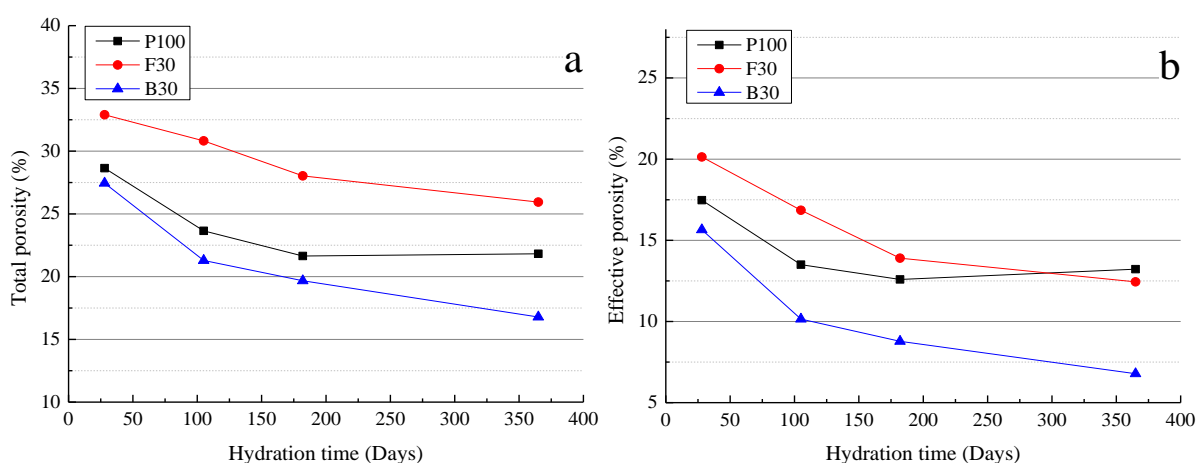 P100
F30
B30
a
Total porosity (%)
40
35
30
25
20
15
10
0 50 100 150 200 250 300 350 400
Hydration time (Days)
P100
F30
B30
b
Effective porosity (%)
25
20
15
10
5
0 50 100 150 200 250 300 350 400
Hydration time (Days)